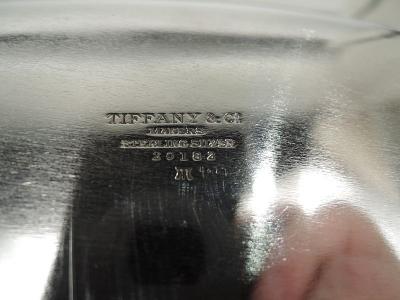 TIFFANY & Co
MAKERS
STERLING SILVER
20182
M